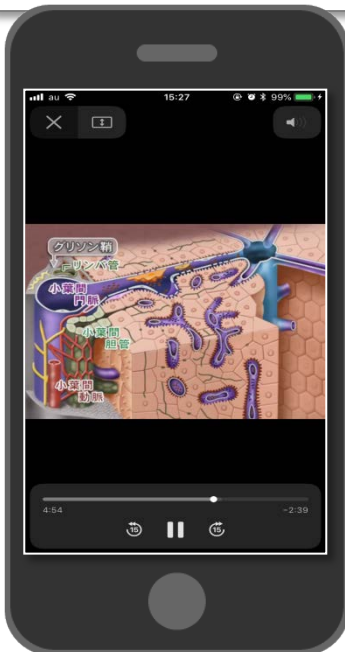 au 15:27 99%
グリソン鞘
リンパ管
小葉間
門脈
小葉間
胆管
小葉間
動脈
4:54 -2:39
15 15